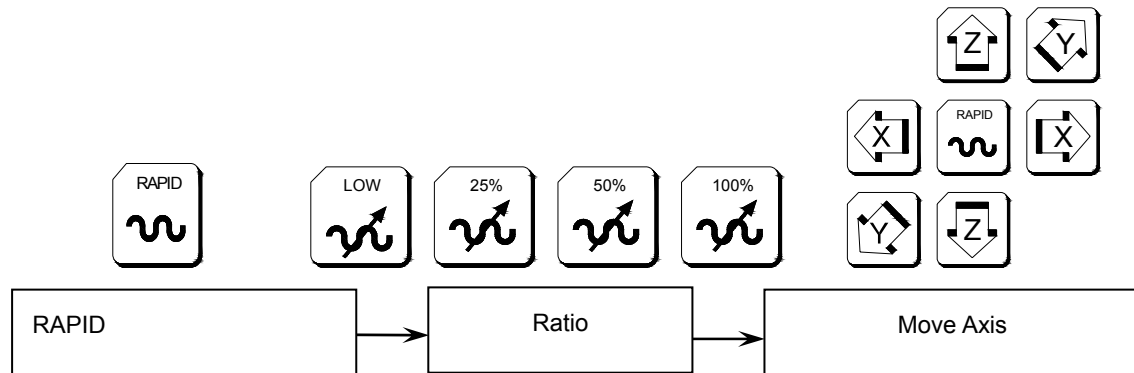 Z Y
X RAPID X
RAPID LOW 25% 50% 100%
Y Z
RAPID Ratio Move Axis